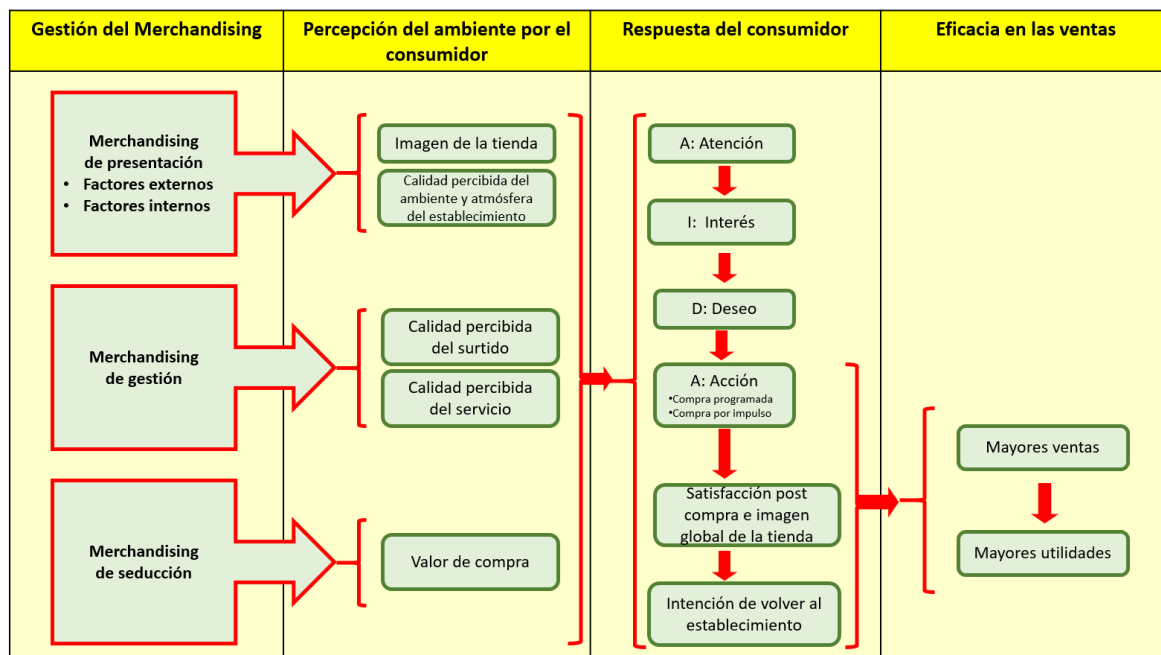 Gestión del Merchandising
Percepción del ambiente por el
consumidor
Respuesta del consumidor
Eficacia en las ventas
Merchandising
de presentación
• Factores externos
• Factores internos
Merchandising
de gestión
Merchandising
de seducción
Imagen de la tienda
Calidad percibida del
ambiente y atmósfera
del establecimiento
Calidad percibida
del surtido
Calidad percibida
del servicio
Valor de compra
A: Atención
I: Interés
D: Deseo
A: Acción
•Compra programada
•Compra por impulso
Satisfacción post
compra e imagen
global de la tienda
Intención de volver al
establecimiento
Mayores ventas
Mayores utilidades